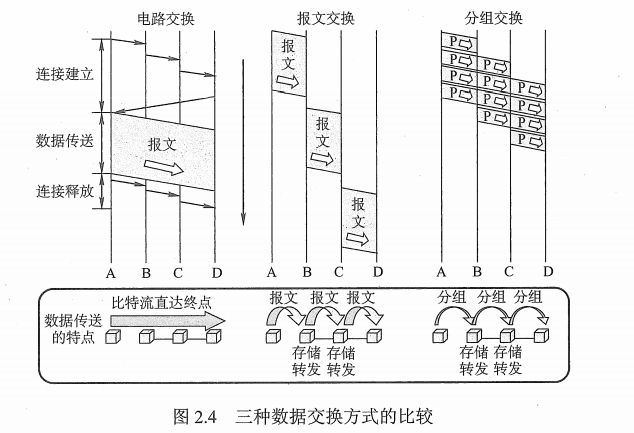 电路交换
报文交换
分组交换
连接建立
数据传送
连接释放
报文
报
文
报
文
报
文
P P P
P P P
P P P
P P P
A B C D
A B C D
A B C D
数据传送
的特点
比特流直达终点
报文 报文 报文
存储 存储
转发 转发
分组 分组 分组
存储 存储
转发 转发
图 2.4 三种数据交换方式的比较